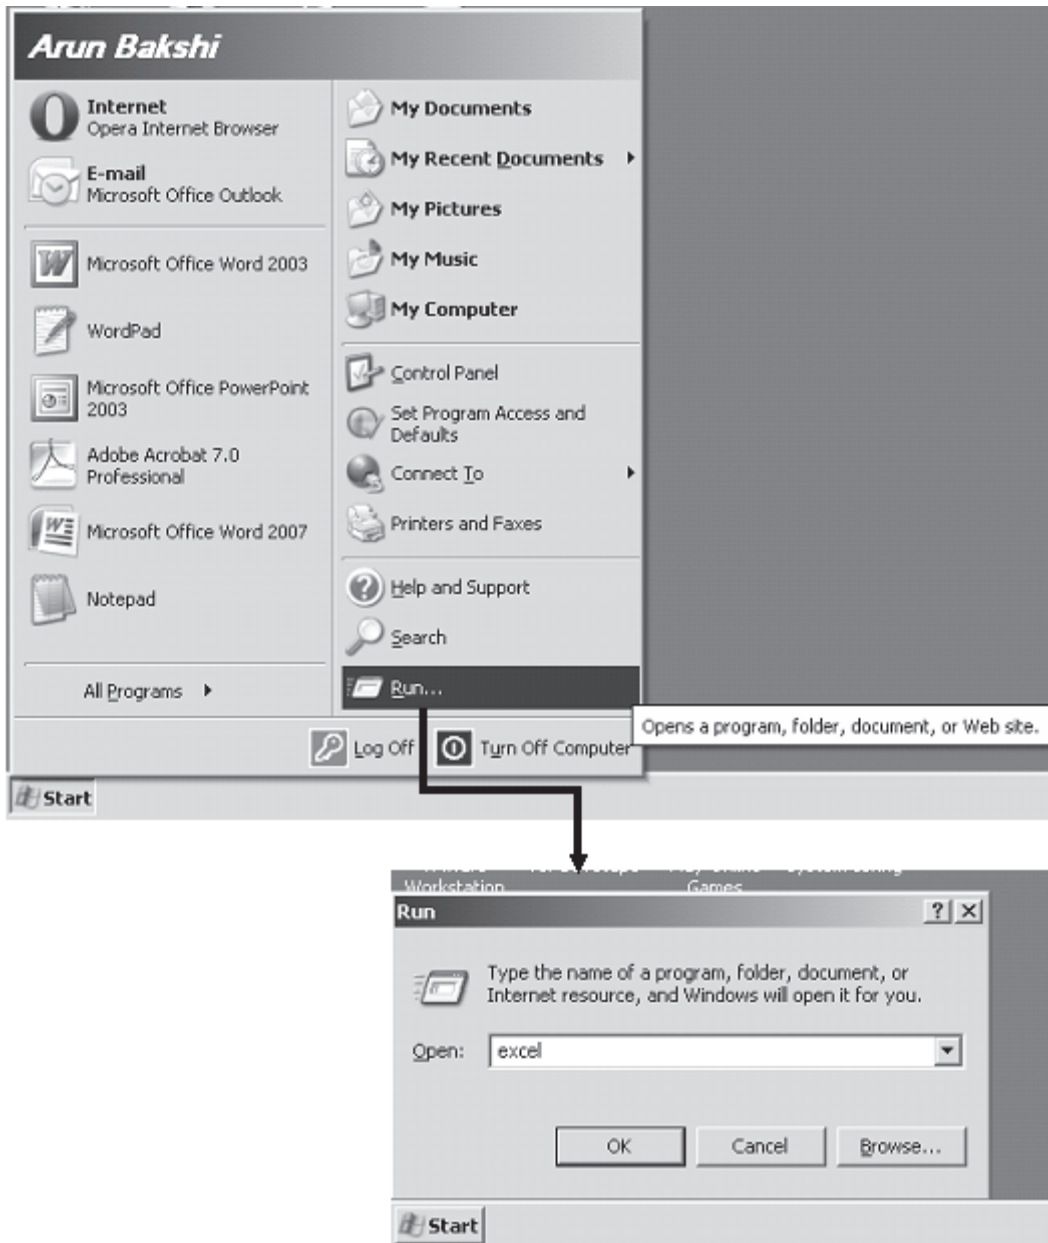 Arun Bakshi
Internet
Opera Internet Browser
E-mail
Microsoft Office Outlook
Microsoft Office Word 2003
WordPad
Microsoft Office PowerPoint
2003
Adobe Acrobat 7.0
Professional
Microsoft Office Word 2007
Notepad
All Programs
My Documents
My Recent Documents
My Pictures
My Music
My Computer
Control Panel
Set Program Access and
Defaults
Connect To
Printers and Faxes
Help and Support
Search
Run...
Opens a program, folder, document, or Web site.
Log Off
Turn Off Computer
Start
Workstation
Games
Run
Type the name of a program, folder, document, or
Internet resource, and Windows will open it for you.
Open: excel
OK Cancel Browse...
Start